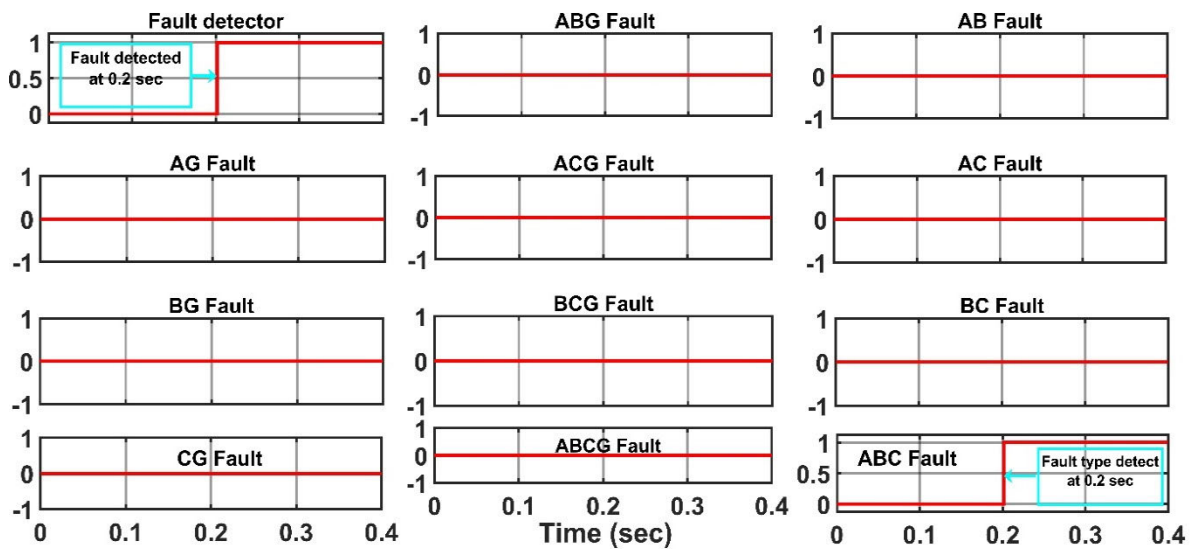 Fault detector
ABG Fault
AB Fault
1
0.5
0
Fault detected
at 0.2 sec
1
0
-1
1
0
-1
AG Fault
ACG Fault
AC Fault
1
0
-1
1
0
-1
1
0
-1
BG Fault
BCG Fault
BC Fault
1
0
-1
1
0
-1
1
0
-1
CG Fault
ABCG Fault
ABC Fault
1
0
-1
1
0
-1
1
0.5
0
Fault type detect
at 0.2 sec
0 0.1 0.2 0.3 0.4
0 0.1 0.2 0.3 0.4
0 0.1 0.2 0.3 0.4
Time (sec)